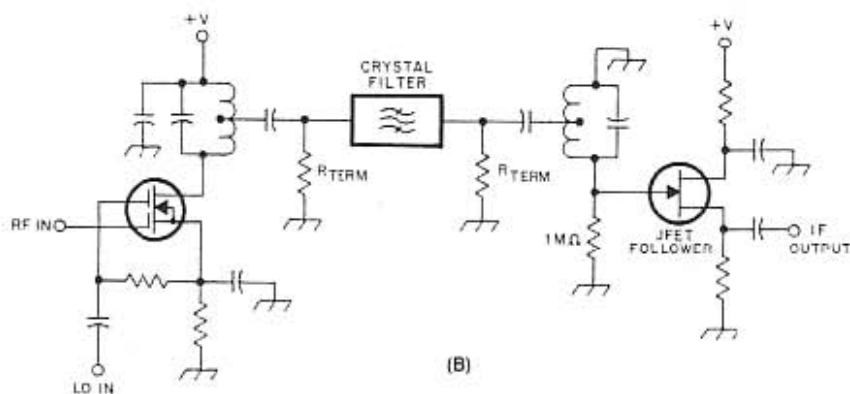 +V
+V
CRYSTAL
FILTER
RTERM
RTERM
RF IN
1MΩ
JFET
FOLLOWER
IF
OUTPUT
(B)
LO IN